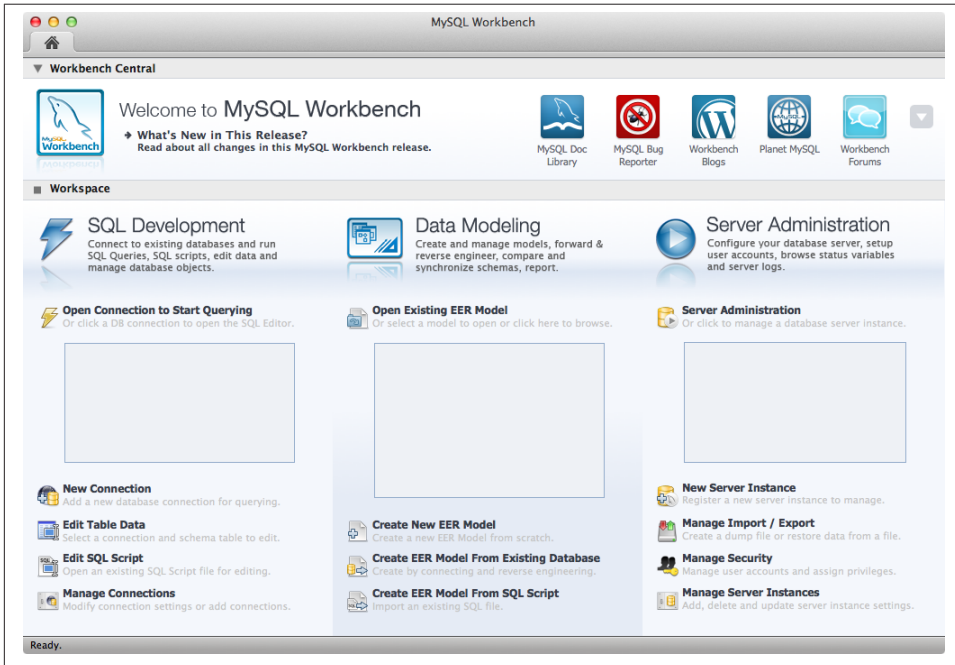 MySQL Workbench
Workbench Central
MySQL
Workbench
Welcome to MySQL Workbench
What's New in This Release?
Read about all changes in this MySQL Workbench release.
MySQL Doc
Library
MySQL Bug
Reporter
Workbench
Blogs
Planet MySQL
Workbench
Forums
Workspace
SQL Development
Connect to existing databases and run
SQL Queries, SQL scripts, edit data and
manage database objects.
Data Modeling
Create and manage models, forward &
reverse engineer, compare and
synchronize schemas, report.
Server Administration
Configure your database server, setup
user accounts, browse status variables
and server logs.
Open Connection to Start Querying
Or click a DB connection to open the SQL Editor.
Open Existing EER Model
Or select a model to open or click here to browse.
Server Administration
Or click to manage a database server instance.
New Connection
Add a new database connection for querying.
Edit Table Data
Select a connection and schema table to edit.
Edit SQL Script
Open an existing SQL Script file for editing.
Manage Connections
Modify connection settings or add connections.
Create New EER Model
Create a new EER Model from scratch.
Create EER Model From Existing Database
Create by connecting and reverse engineering.
Create EER Model From SQL Script
Import an existing SQL file.
New Server Instance
Register a new server instance to manage.
Manage Import / Export
Create a dump file or restore data from a file.
Manage Security
Manage user accounts and assign privileges.
Manage Server Instances
Add, delete and update server instance settings.
Ready.